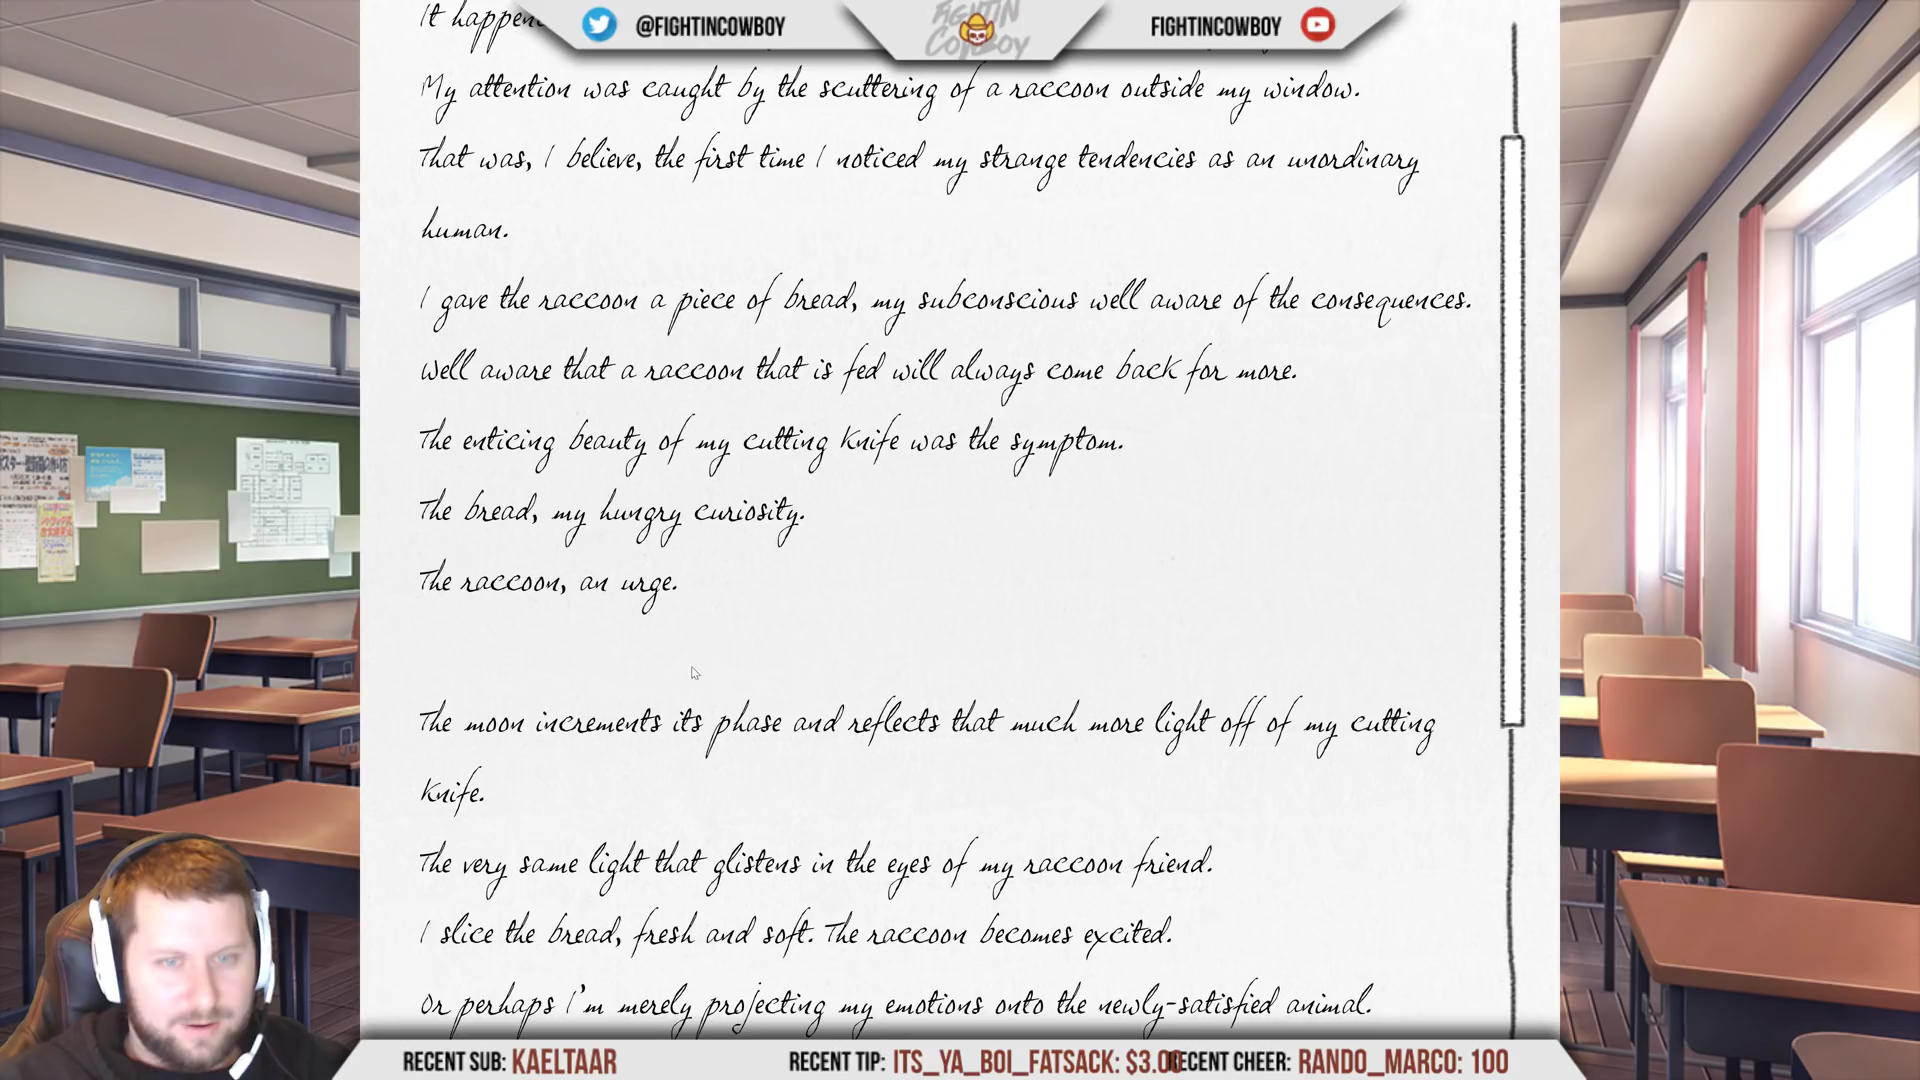 It happen
@FIGHTINCOWBOY
FIGHTIN COWBOY
FIGHTINCOWBOY
My attention was caught by the scuttering of a raccoon outside my window.
That was, I believe, the first time I noticed my strange tendencies as an unordinary
human.
I gave the raccoon a piece of bread, my subconscious well aware of the consequences.
Well aware that a raccoon that is fed will always come back for more.
The enticing beauty of my cutting knife was the symptom.
The bread, my hungry curiosity.
The raccoon, an urge.
The moon increments its phase and reflects that much more light off of my cutting
knife.
The very same light that glistens in the eyes of my raccoon friend.
I slice the bread, fresh and soft. The raccoon becomes excited.
Or perhaps I'm merely projecting my emotions onto the newly-satisfied animal.
RECENT SUB: KAELTAAR
RECENT TIP: ITS_YA_BOI_FATSACK: $3.00
RECENT CHEER: RANDO_MARCO: 100